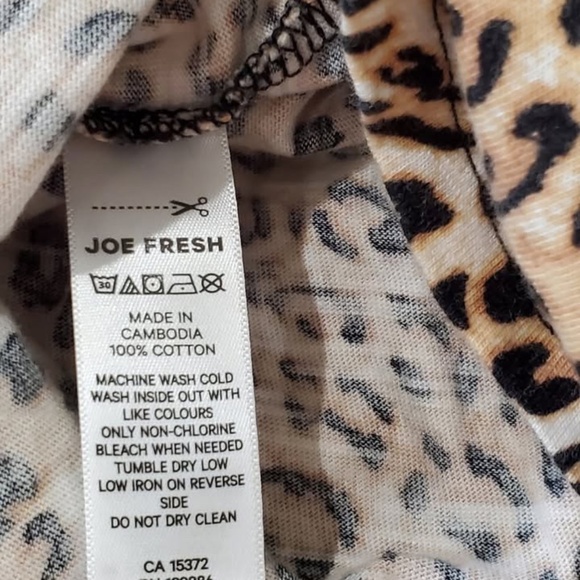 JOE FRESH
30
MADE IN
CAMBODIA
100% COTTON
MACHINE WASH COLD
WASH INSIDE OUT WITH
LIKE COLOURS
ONLY NON-CHLORINE
BLEACH WHEN NEEDED
TUMBLE DRY LOW
LOW IRON ON REVERSE
SIDE
DO NOT DRY CLEAN
CA 15372